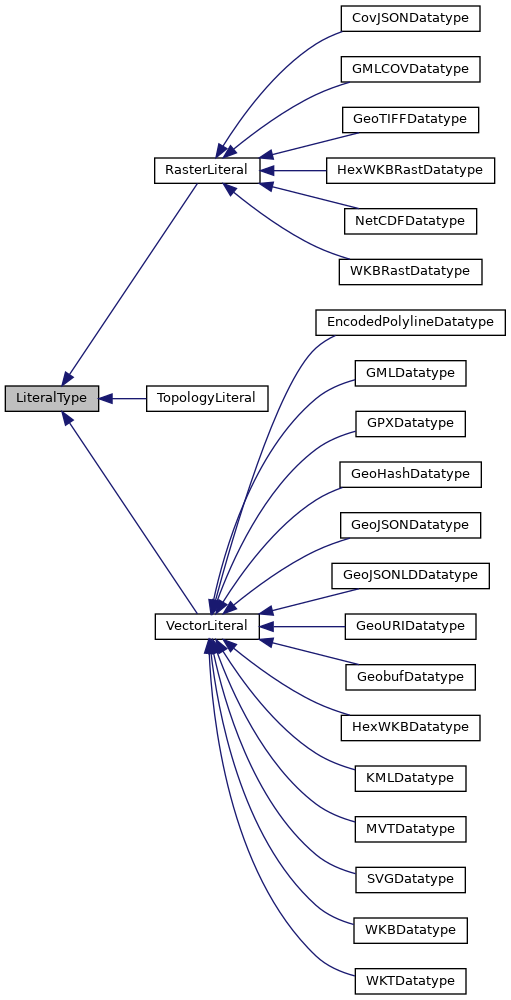 CovJSONDatatype
GMLCOVDatatype
GeoTIFFDatatype
RasterLiteral
HexWKBRastDatatype
NetCDFDatatype
WKBRastDatatype
EncodedPolylineDatatype
GMLDatatype
LiteralType
TopologyLiteral
GPXDatatype
GeoHashDatatype
GeoJSONDatatype
GeoJSONLDDatatype
VectorLiteral
GeoURIDatatype
GeobufDatatype
HexWKBDatatype
KMLDatatype
MVTDatatype
SVGDatatype
WKBDatatype
WKTDatatype